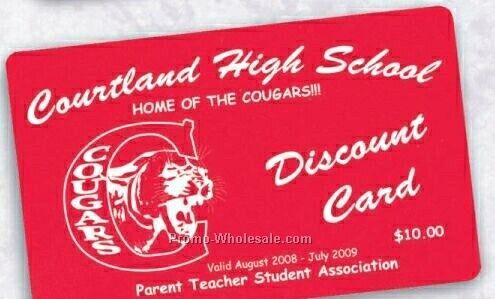 Courtland High School
HOME OF THE COUGARS!!!
Discount
Card
COUGARS
$10.00
Promo-Wholesale.com
Valid August 2008 - July 2009
Parent Teacher Student Association